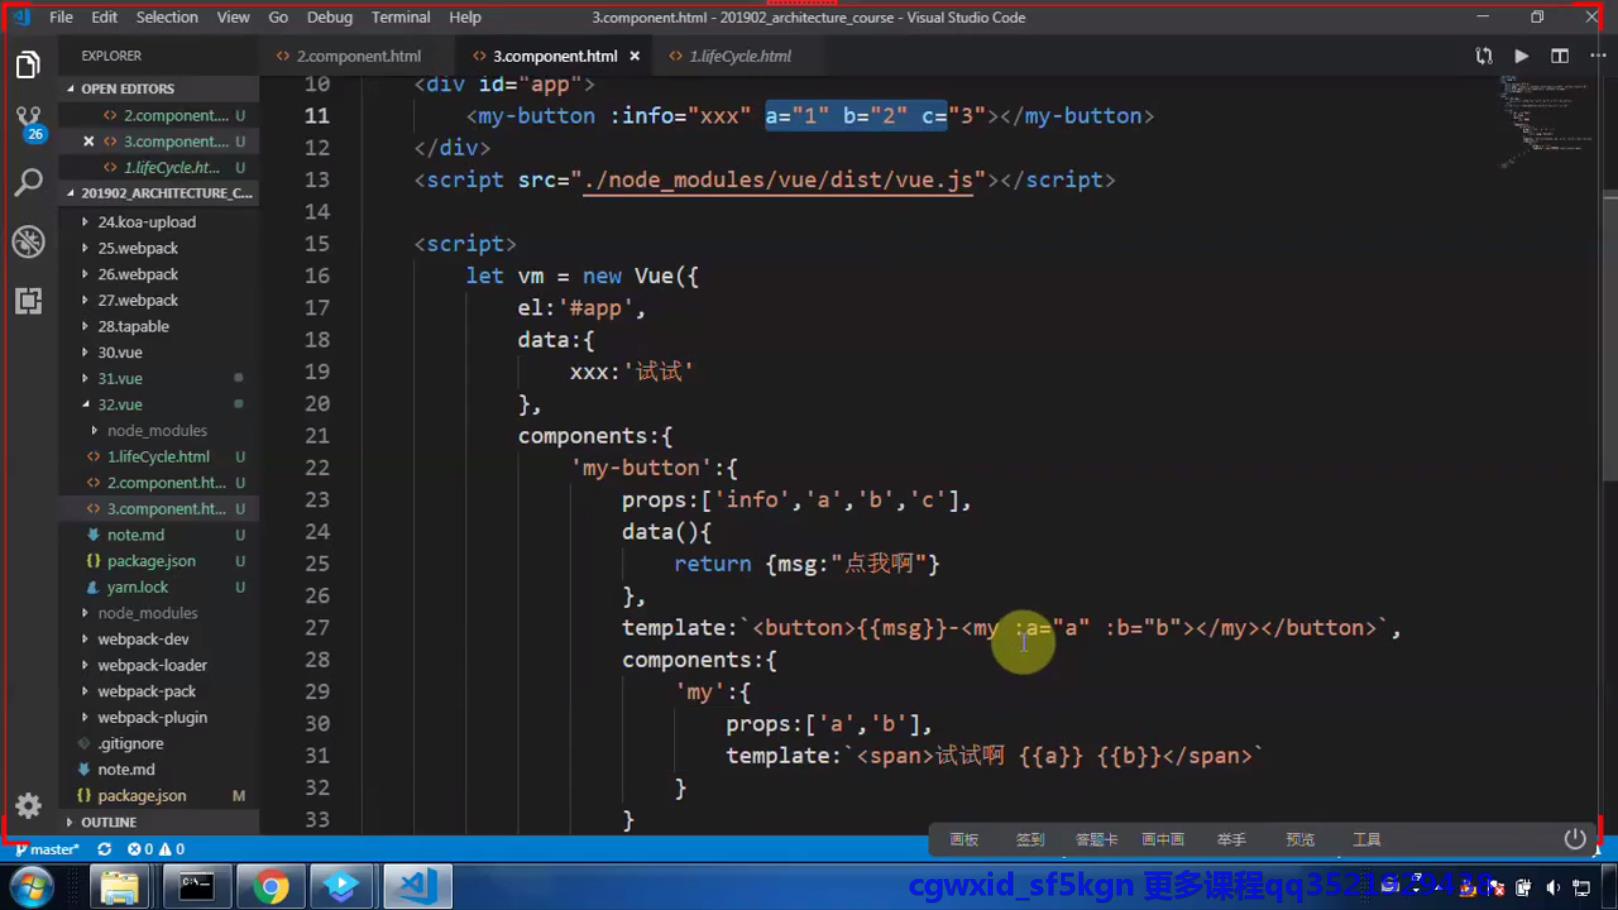 File Edit Selection View Go Debug Terminal Help 3.component.html - 201902_architecture_course - Visual Studio Code
EXPLORER
2.component.html 3.component.html 1.lifeCycle.html
OPEN EDITORS
2.component.... U
3.component.... U
1.lifeCycle.ht... U
201902_ARCHITECTURE_C...
24.koa-upload
25.webpack
26.webpack
27.webpack
28.tapable
30.vue
31.vue
32.vue
node_modules
1.lifeCycle.html U
2.component.ht... U
3.component.ht... U
note.md U
package.json U
yarn.lock U
node_modules
webpack-dev
webpack-loader
webpack-pack
webpack-plugin
.gitignore
note.md
package.json M
OUTLINE
26
10 <div id="app">
11 <my-button :info="xxx" a="1" b="2" c="3"></my-button>
12 </div>
13 <script src="./node_modules/vue/dist/vue.js"></script>
14
15 <script>
16 let vm = new Vue({
17 el:'#app',
18 data:{
19 xxx:'试试'
20 },
21 components:{
22 'my-button':{
23 props:['info','a','b','c'],
24 data(){
25 return {msg:"点我啊"}
26 },
27 template:`<button>{{msg}}-<my :a="a" :b="b"></my></button>`,
28 components:{
29 'my':{
30 props:['a','b'],
31 template:`<span>试试啊 {{a}} {{b}}</span>`
32 }
33 }
画板 签到 答题卡 画中画 举手 预览 工具
master* 0 0
cgwxid_sf5kgn 更多课程qq3521929438